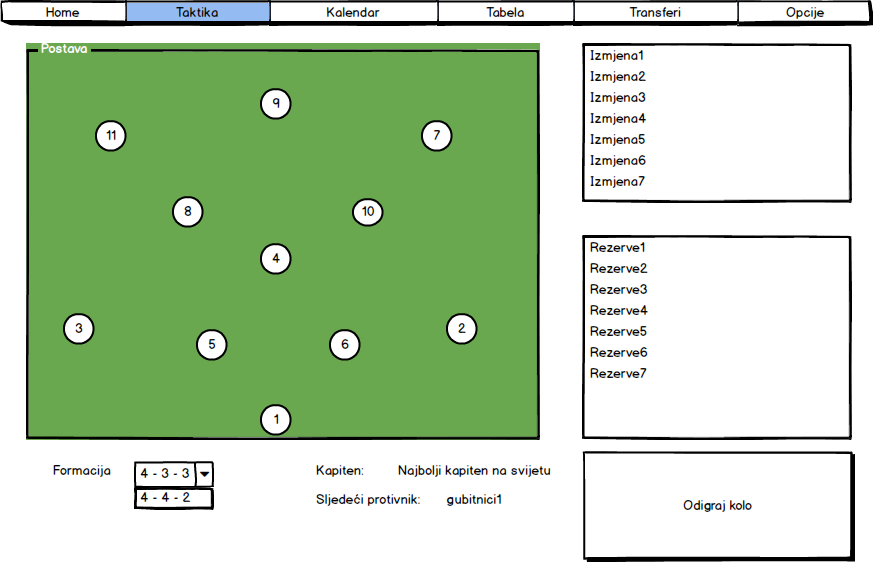 Home Taktika Kalendar Tabela Transferi Opcije
Postava
9
11 7
8 10
4
3 2
5 6
1
Izmjena1
Izmjena2
Izmjena3
Izmjena4
Izmjena5
Izmjena6
Izmjena7
Rezerve1
Rezerve2
Rezerve3
Rezerve4
Rezerve5
Rezerve6
Rezerve7
Formacija 4 - 3 - 3
4 - 4 - 2
Kapiten: Najbolji kapiten na svijetu
Sljedeći protivnik: gubitnici1
Odigraj kolo